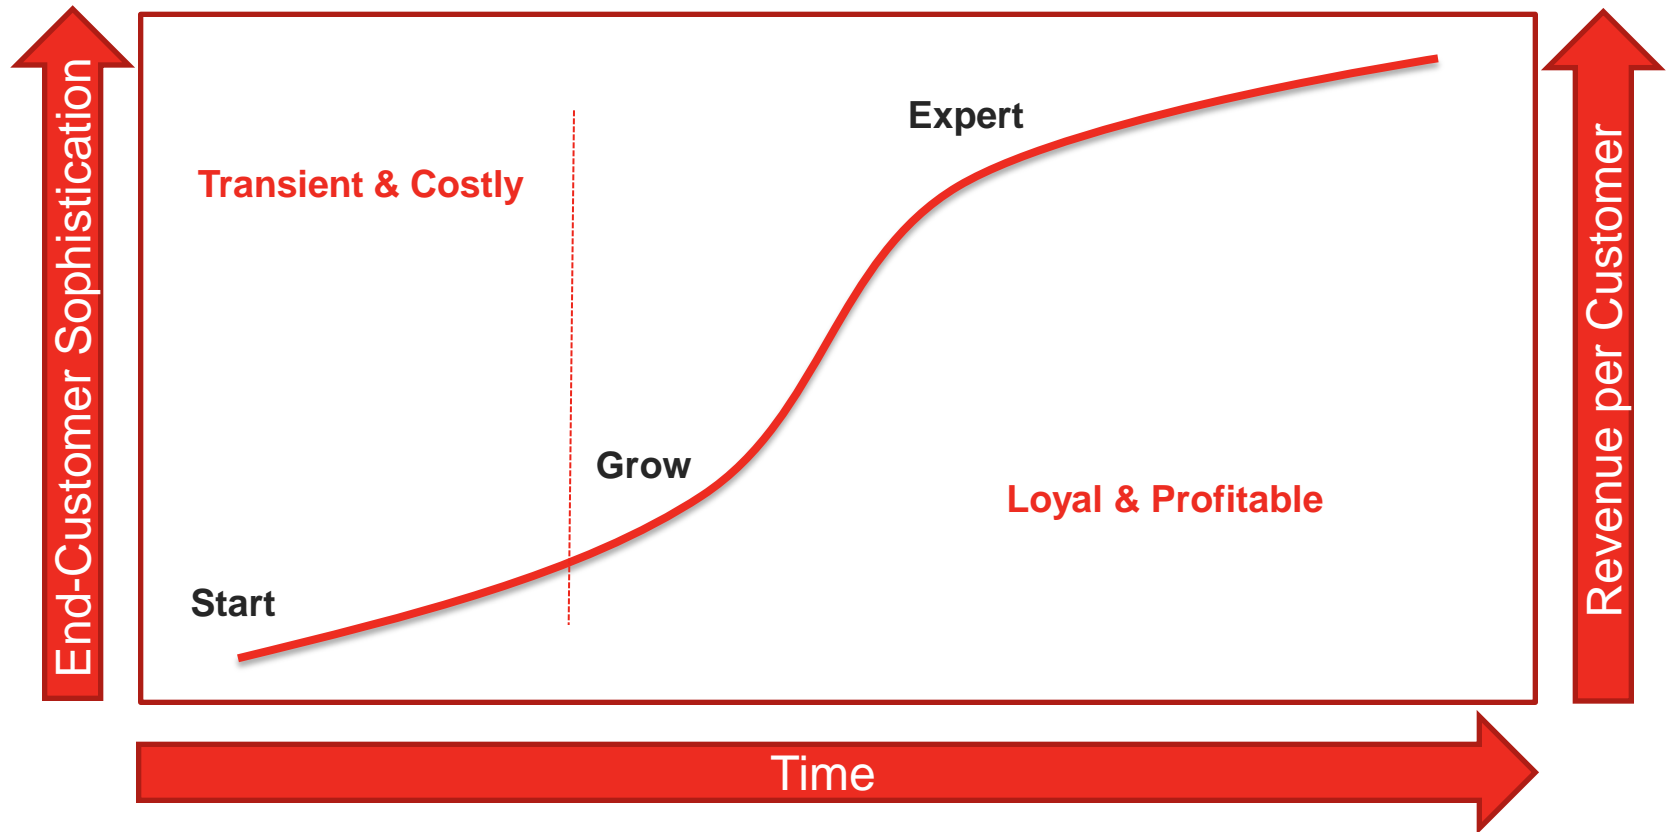 End-Customer Sophistication
Transient & Costly
Expert
Grow
Loyal & Profitable
Start
Revenue per Customer
Time